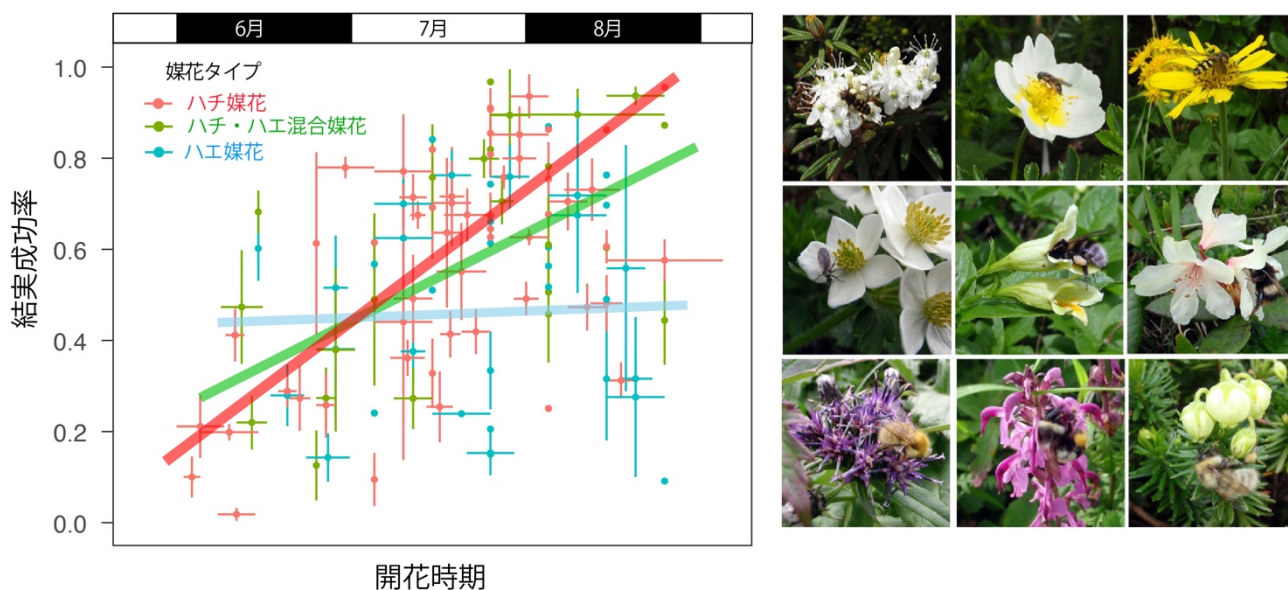 6月 7月 8月
媒花タイプ
ハチ媒花
ハチ・ハエ混合媒花
ハエ媒花
1.0
0.8
0.6
0.4
0.2
0.0
結実成功率
開花時期